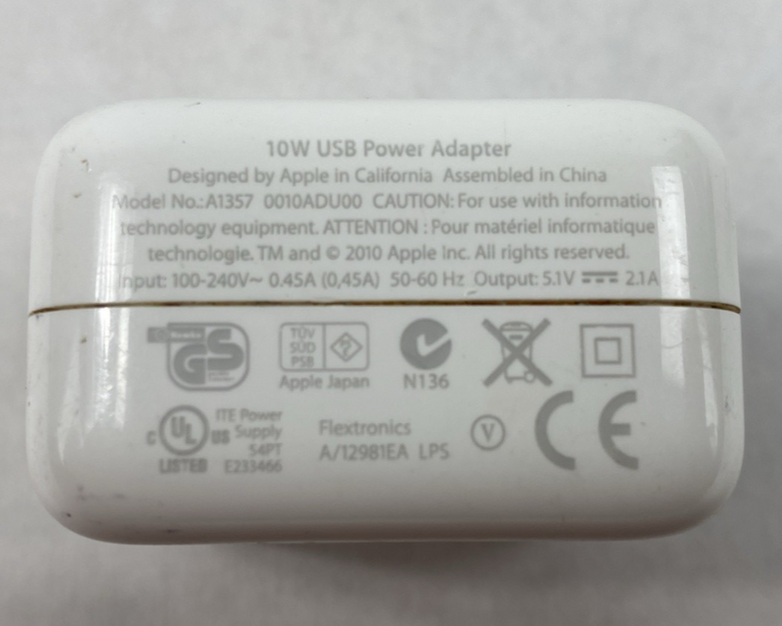 10W USB Power Adapter
Designed by Apple in California Assembled in China
Model No.:A1357 0010ADU00 CAUTION: For use with information
technology equipment. ATTENTION : Pour matériel informatique
technologie. TM and © 2010 Apple Inc. All rights reserved.
Input: 100-240V~ 0.45A (0,45A) 50-60 Hz Output: 5.1V ⎓ 2.1A
GS
TÜV
SÜD
PSB
Apple Japan
N136
c UL us
LISTED
ITE Power
Supply
54PT
E233466
Flextronics
A/12981EA LPS
V
CE